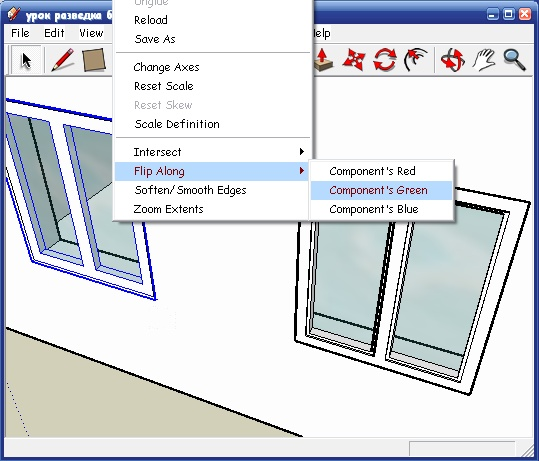 урок разведка
File Edit View
Help
Unglue
Reload
Save As
Change Axes
Reset Scale
Reset Skew
Scale Definition
Intersect
Flip Along
Soften/Smooth Edges
Zoom Extents
Component's Red
Component's Green
Component's Blue